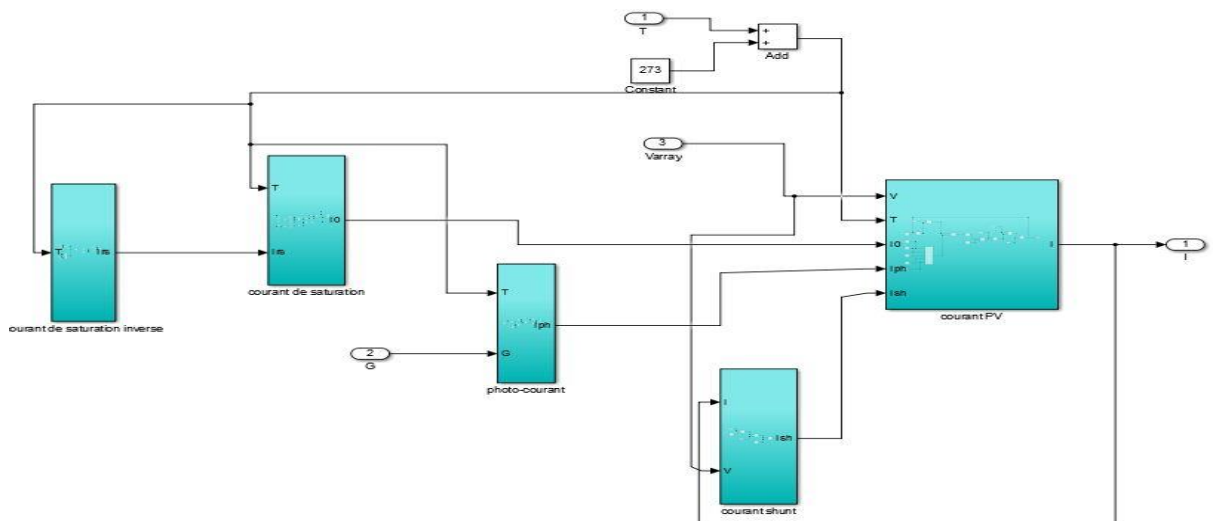 1
T
+
+
Add
273
Constant
3
Varray
T
I0
Irs
courant de saturation
T
Irs
ourant de saturation inverse
V
T
I0
Iph
Ish
I
courant PV
1
I
T
G
Iph
photo-courant
2
G
I
V
Ish
courant shunt